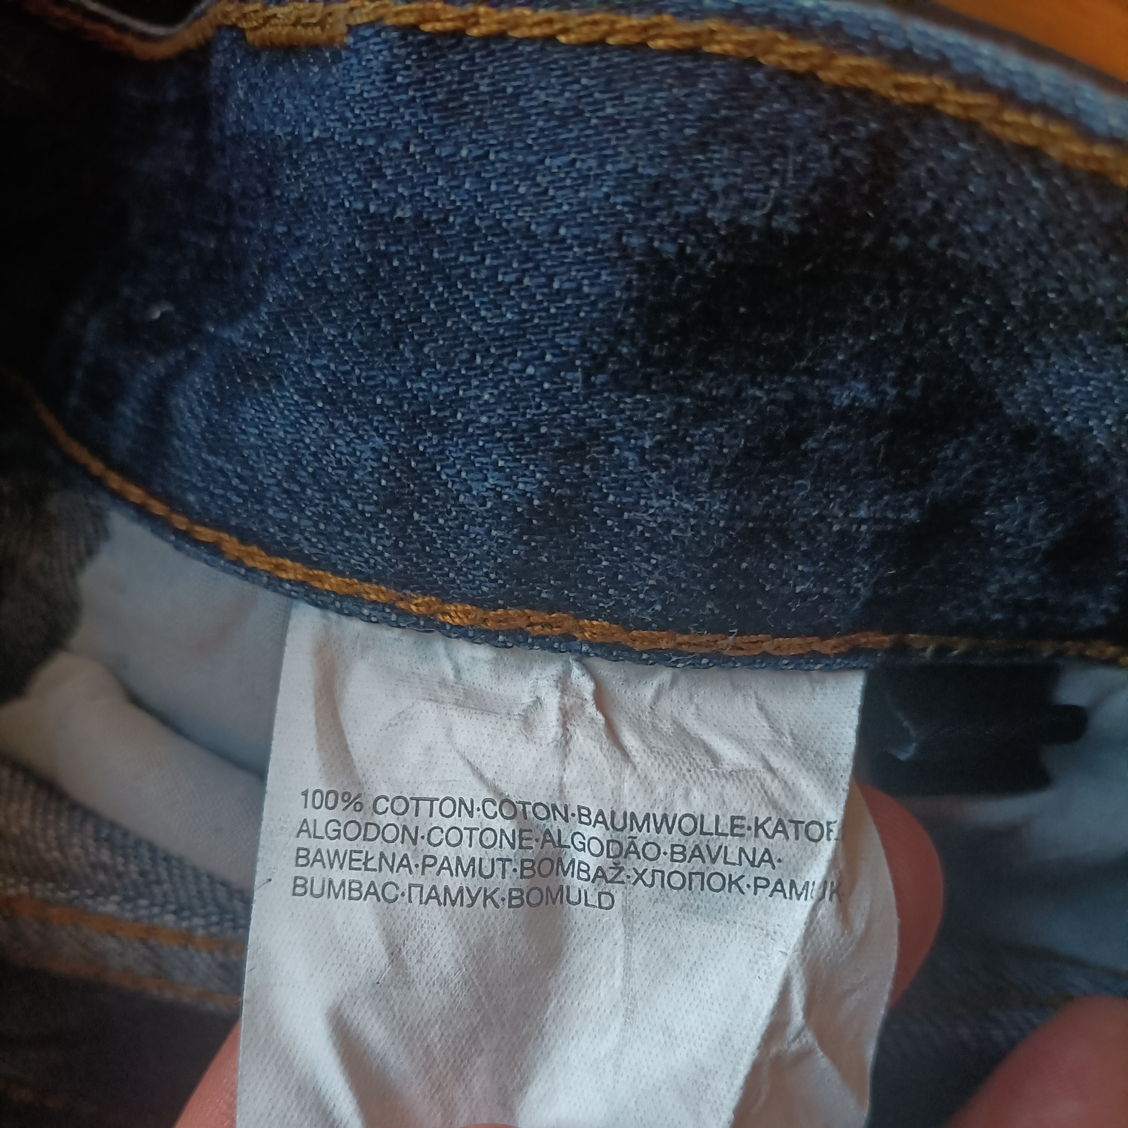 100% COTTON·COTON·BAUMWOLLE·KATOE
ALGODON·COTONE·ALGODÃO·BAVLNA·
BAWEŁNA·PAMUT·BOMBAŽ·ХЛОПОК·PAMUK
BUMBAC·ПАМУК·BOMULD